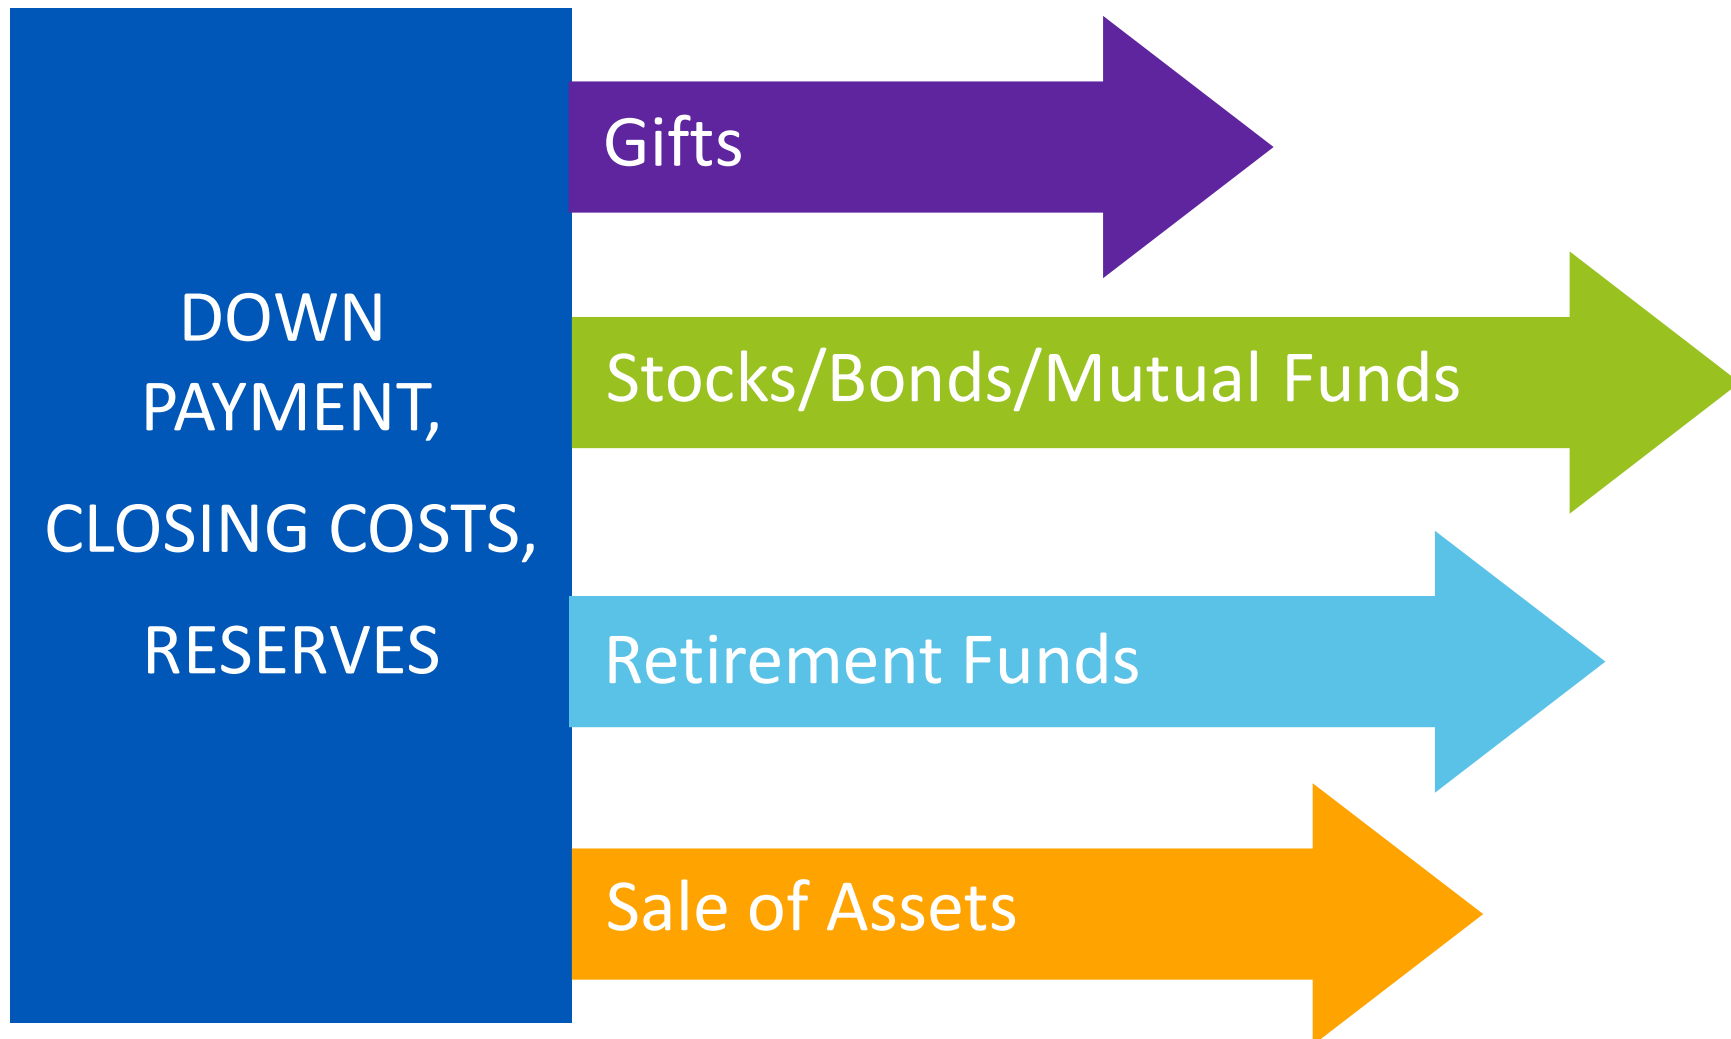 DOWN
PAYMENT,
CLOSING COSTS,
RESERVES
Gifts
Stocks/Bonds/Mutual Funds
Retirement Funds
Sale of Assets